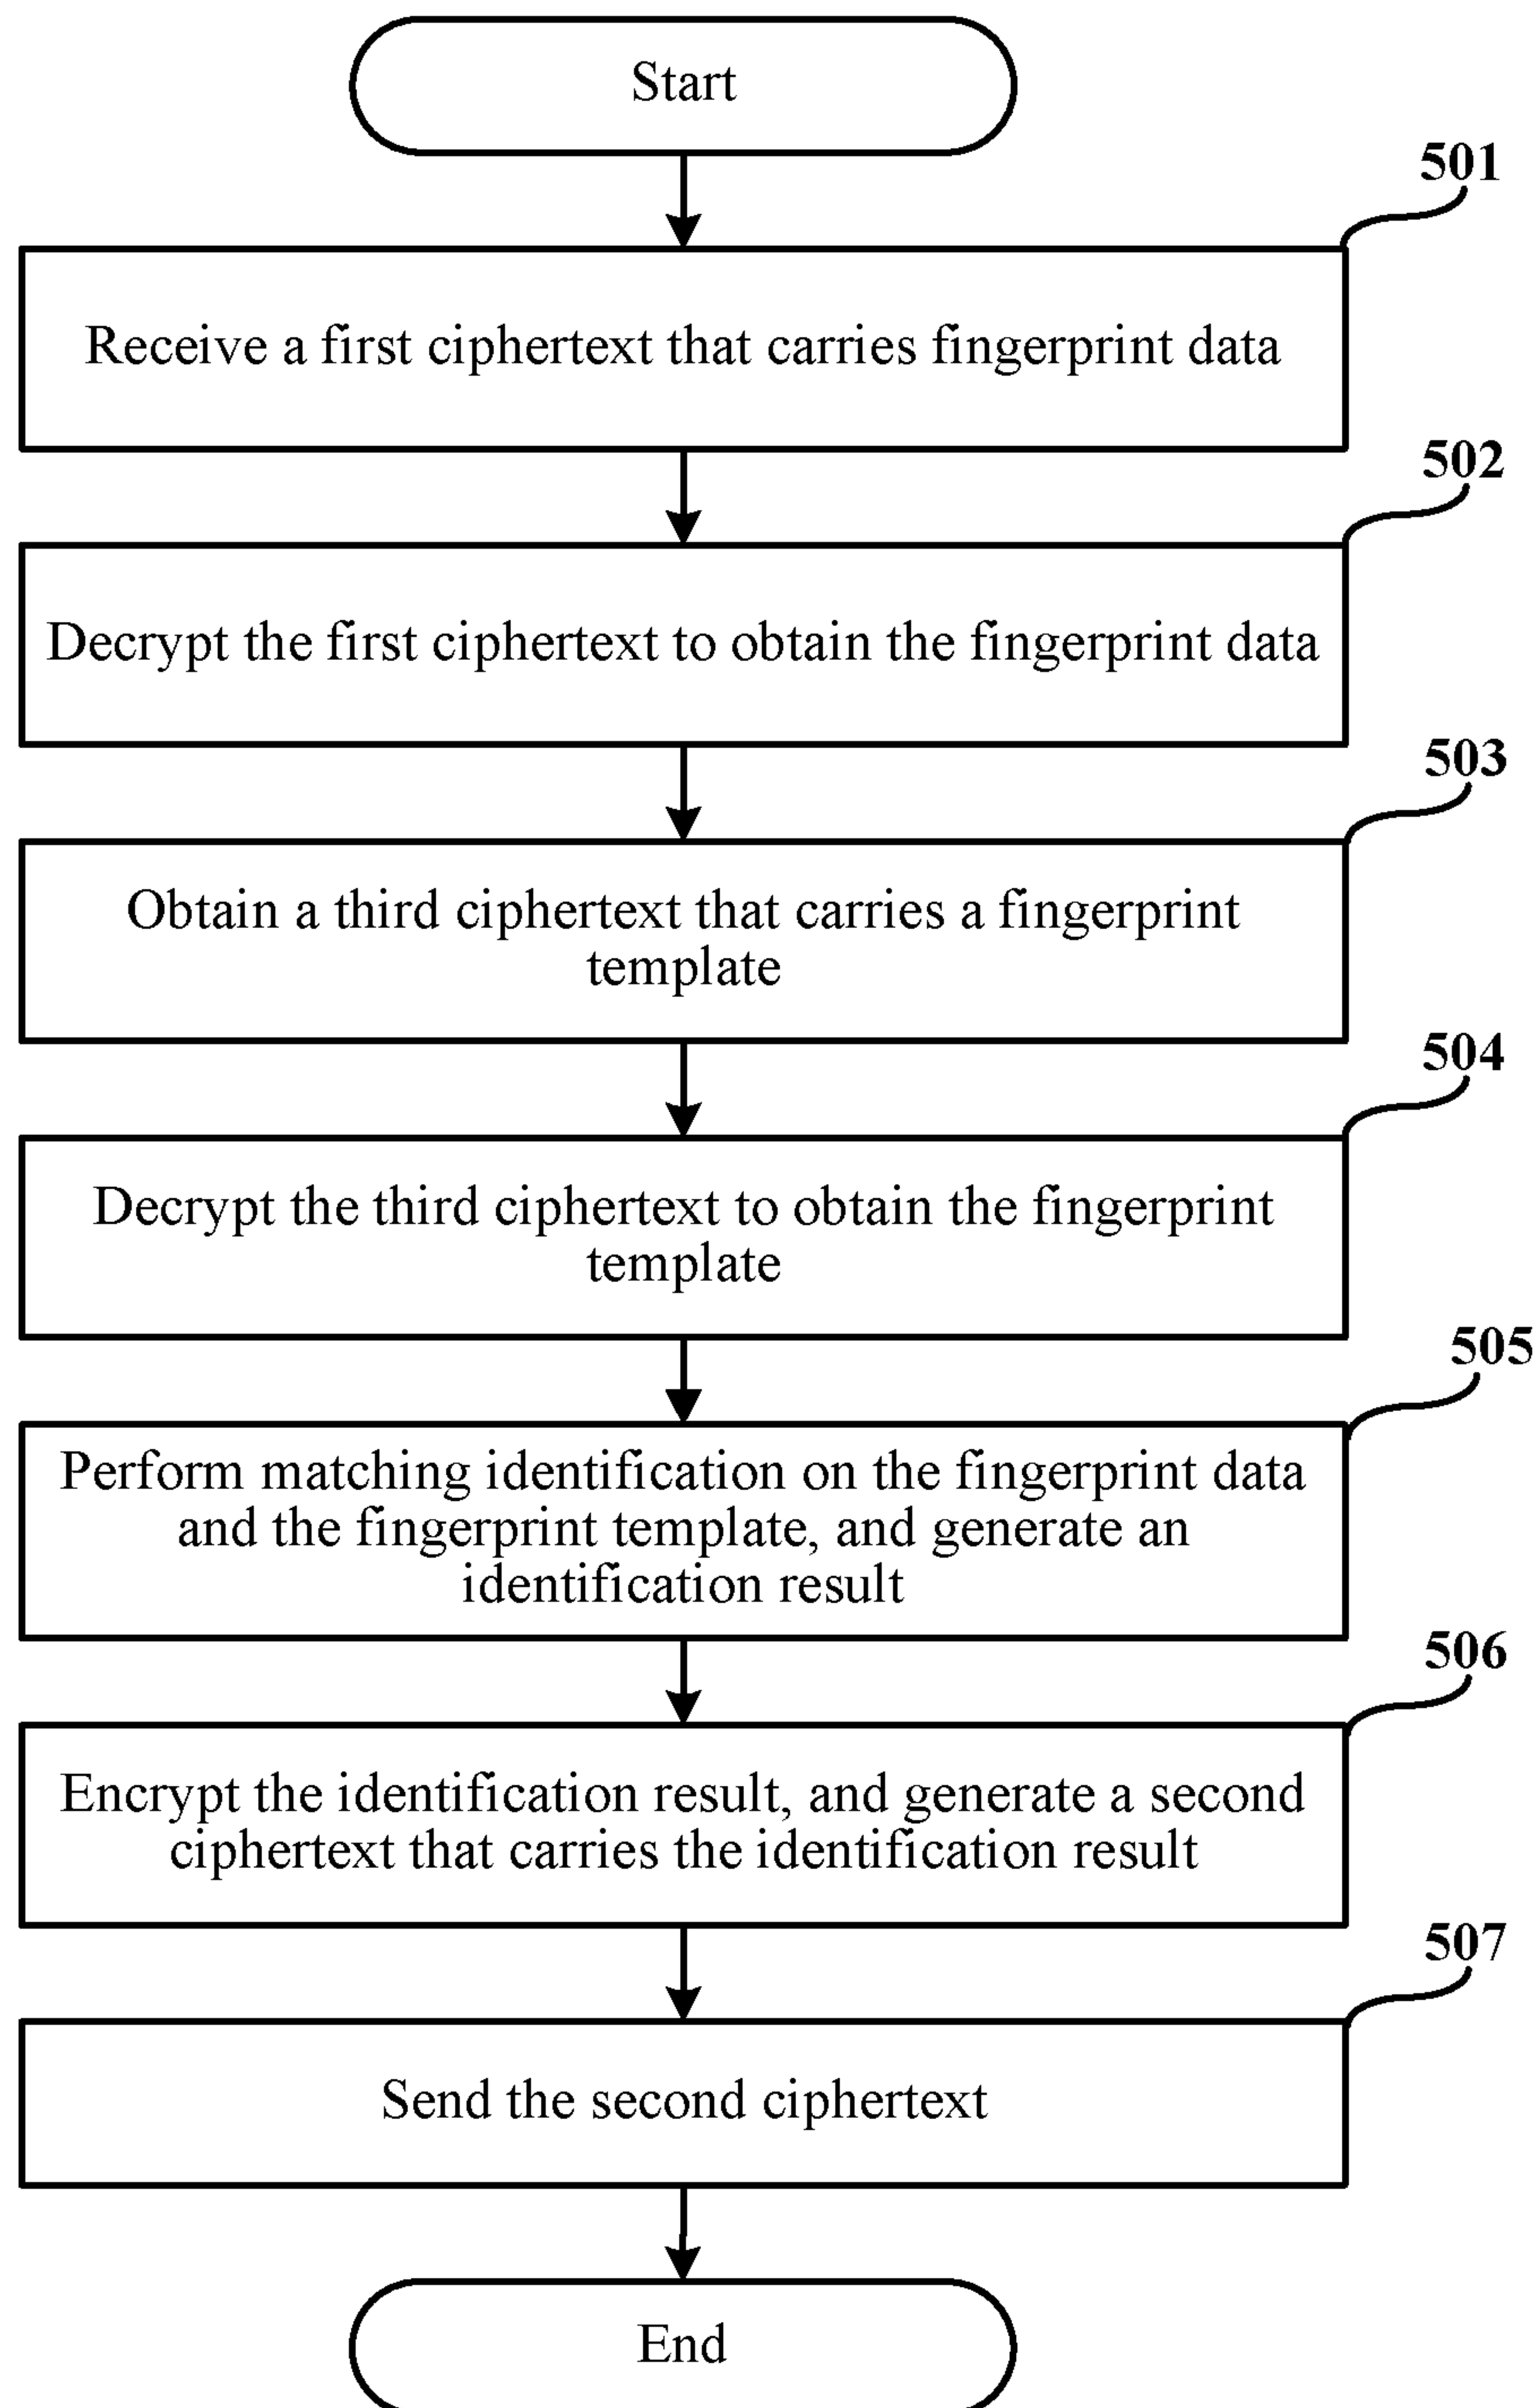 Start
501
Receive a first ciphertext that carries fingerprint data
502
Decrypt the first ciphertext to obtain the fingerprint data
503
Obtain a third ciphertext that carries a fingerprint
template
504
Decrypt the third ciphertext to obtain the fingerprint
template
505
Perform matching identification on the fingerprint data
and the fingerprint template, and generate an
identification result
506
Encrypt the identification result, and generate a second
ciphertext that carries the identification result
507
Send the second ciphertext
End